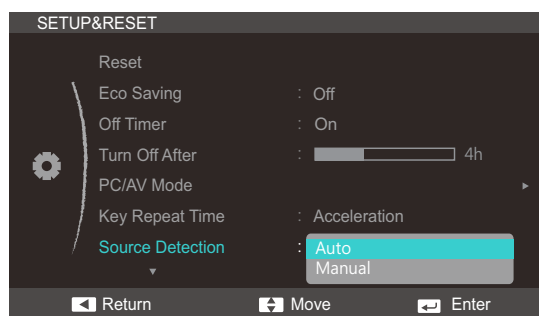 SETUP&RESET
Reset
Eco Saving : Off
Off Timer : On
Turn Off After : 4h
PC/AV Mode
Key Repeat Time : Acceleration
Source Detection : Auto
Manual
Return Move Enter